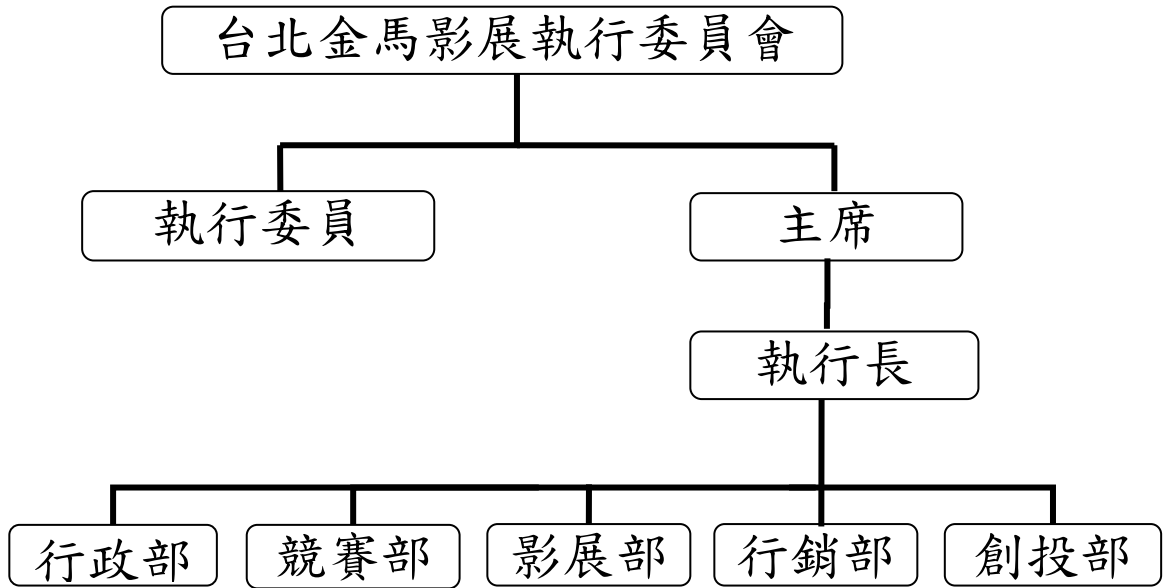 台北金馬影展執行委員會
執行委員
主席
執行長
行政部
競賽部
影展部
行銷部
創投部